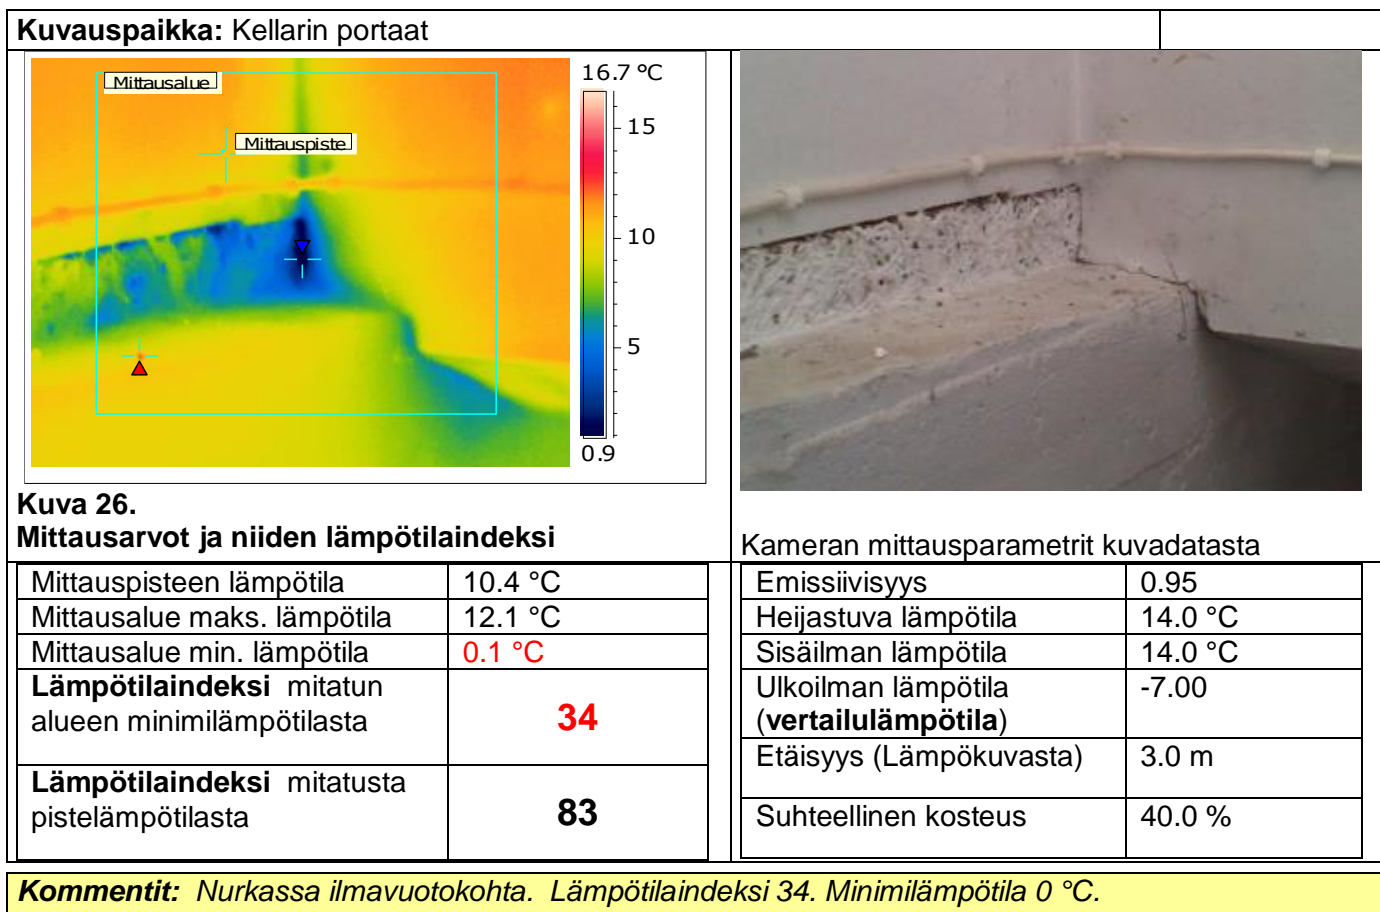 Kuvauspaikka: Kellarin portaat
Mittausalue
Mittauspiste
16.7 °C
15
10
5
0.9
Kuva 26.
Mittausarvot ja niiden lämpötilaindeksi
Kameran mittausparametrit kuvadatasta
Mittauspisteen lämpötila 10.4 °C
Mittausalue maks. lämpötila 12.1 °C
Mittausalue min. lämpötila 0.1 °C
Lämpötilaindeksi mitatun
alueen minimilämpötilasta
34
Lämpötilaindeksi mitatusta
pistelämpötilasta
83
Emissiivisyys 0.95
Heijastuva lämpötila 14.0 °C
Sisäilman lämpötila 14.0 °C
Ulkoilman lämpötila -7.00
(vertailulämpötila)
Etäisyys (Lämpökuvasta) 3.0 m
Suhteellinen kosteus 40.0 %
Kommentit: Nurkassa ilmavuotokohta. Lämpötilaindeksi 34. Minimilämpötila 0 °C.